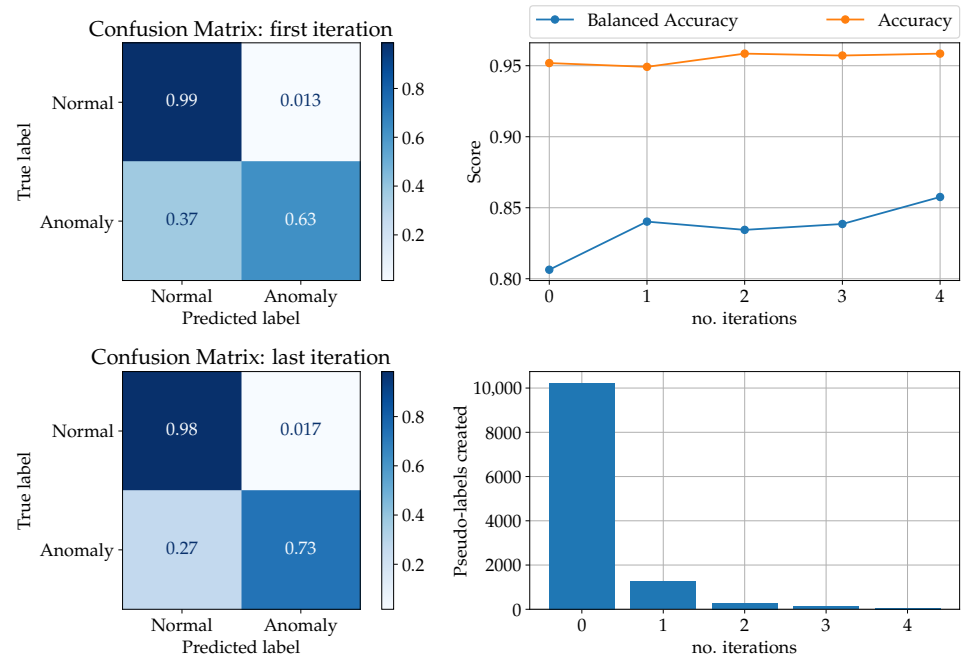 Confusion Matrix: first iteration
True label
Normal
Anomaly
0.99
0.013
0.37
0.63
Normal
Anomaly
Predicted label
0.8
0.6
0.4
0.2
Balanced Accuracy
Accuracy
Score
0.95
0.90
0.85
0.80
0
1
2
3
4
no. iterations
Confusion Matrix: last iteration
True label
Normal
Anomaly
0.98
0.017
0.27
0.73
Normal
Anomaly
Predicted label
0.8
0.6
0.4
0.2
Pseudo-labels created
10,000
8000
6000
4000
2000
0
0
1
2
3
4
no. iterations